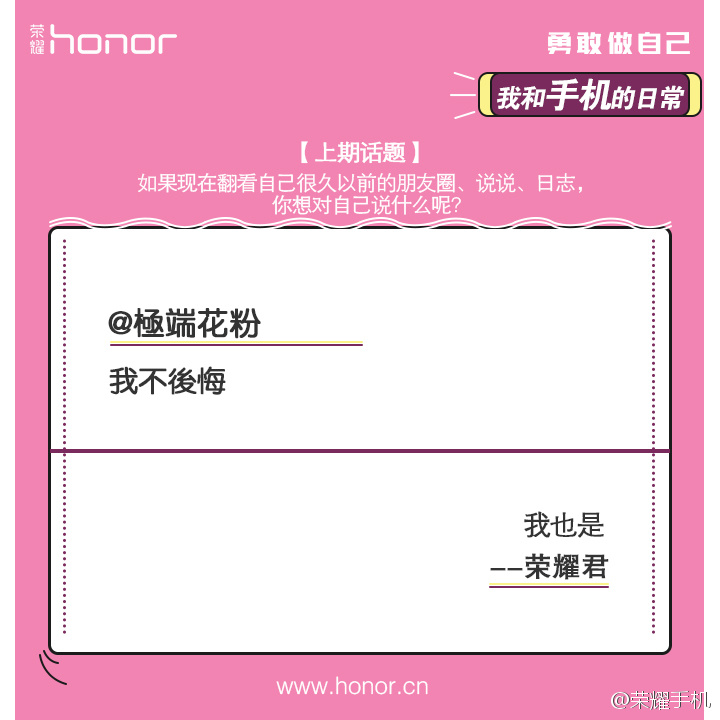 荣耀 honor
勇敢做自己
我和手机的日常
【上期话题】
如果现在翻看自己很久以前的朋友圈、说说、日志，
你想对自己说什么呢？
@極端花粉
我不後悔
我也是
--荣耀君
www.honor.cn
@荣耀手机